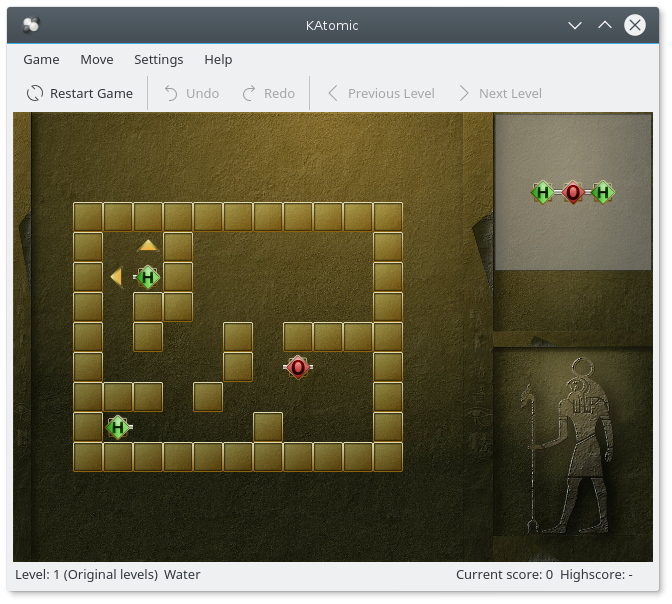 KAtomic
Game Move Settings Help
Restart Game Undo Redo Previous Level Next Level
H O H
H
O
H
Level: 1 (Original levels) Water Current score: 0 Highscore: -